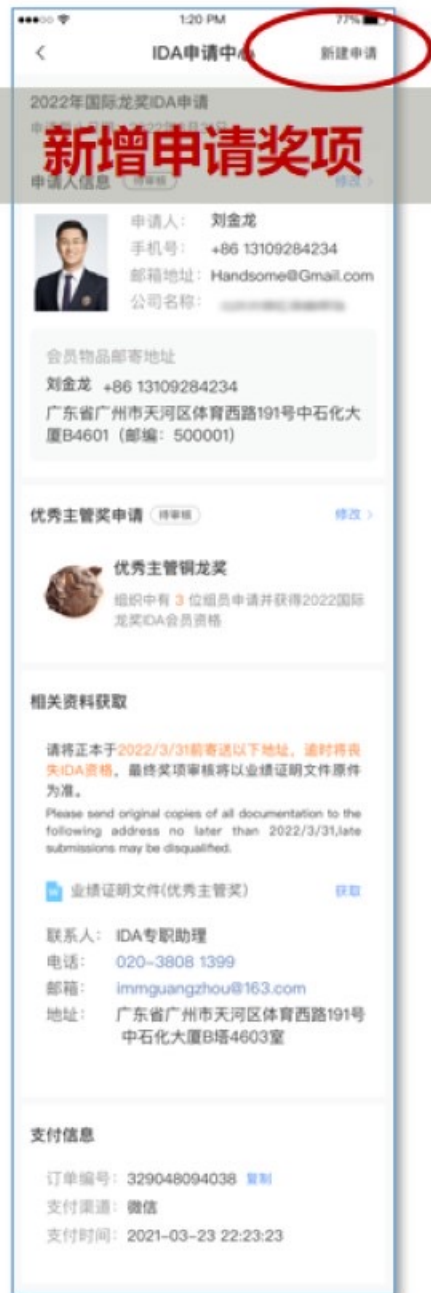 1:20 PM
77%
IDA申请中心
新建申请
2022年国际龙奖IDA申请
新增申请奖项
申请人信息 待审核 修改 >
申请人： 刘金龙
手机号： +86 13109284234
邮箱地址： Handsome@Gmail.com
公司名称：
会员物品邮寄地址
刘金龙 +86 13109284234
广东省广州市天河区体育西路191号中石化大
厦B4601（邮编：500001）
优秀主管奖申请 待审核 修改 >
优秀主管铜龙奖
组织中有 3 位组员申请并获得2022国际
龙奖IDA会员资格
相关资料获取
请将正本于2022/3/31前寄送以下地址，逾时将丧
失IDA资格，最终奖项审核将以业绩证明文件原件
为准。
Please send original copies of all documentation to the
following address no later than 2022/3/31,late
submissions may be disqualified.
业绩证明文件(优秀主管奖) 获取
联系人： IDA专职助理
电话： 020-3808 1399
邮箱： immguangzhou@163.com
地址： 广东省广州市天河区体育西路191号
中石化大厦B塔4603室
支付信息
订单编号：329048094038 复制
支付渠道：微信
支付时间：2021-03-23 22:23:23